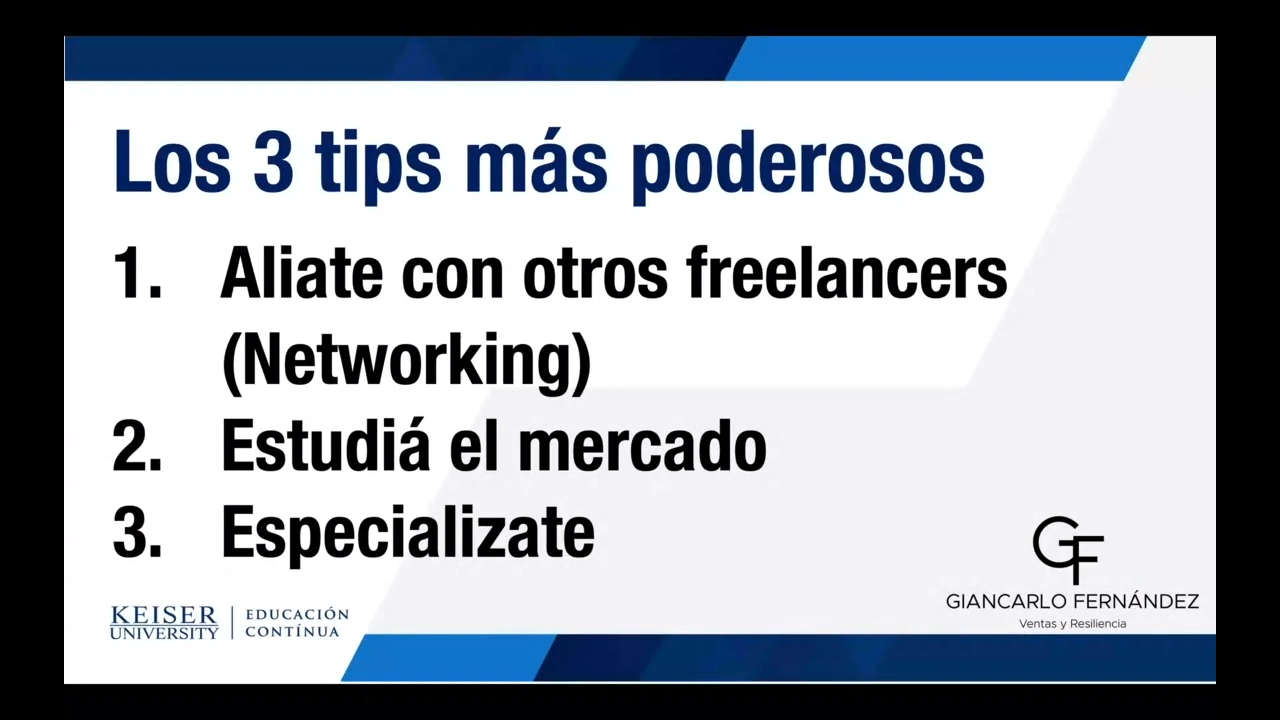 Los 3 tips más poderosos
1. Aliate con otros freelancers
(Networking)
2. Estudiá el mercado
3. Especializate
KEISER UNIVERSITY
EDUCACIÓN CONTÍNUA
GF
GIANCARLO FERNÁNDEZ
Ventas y Resiliencia